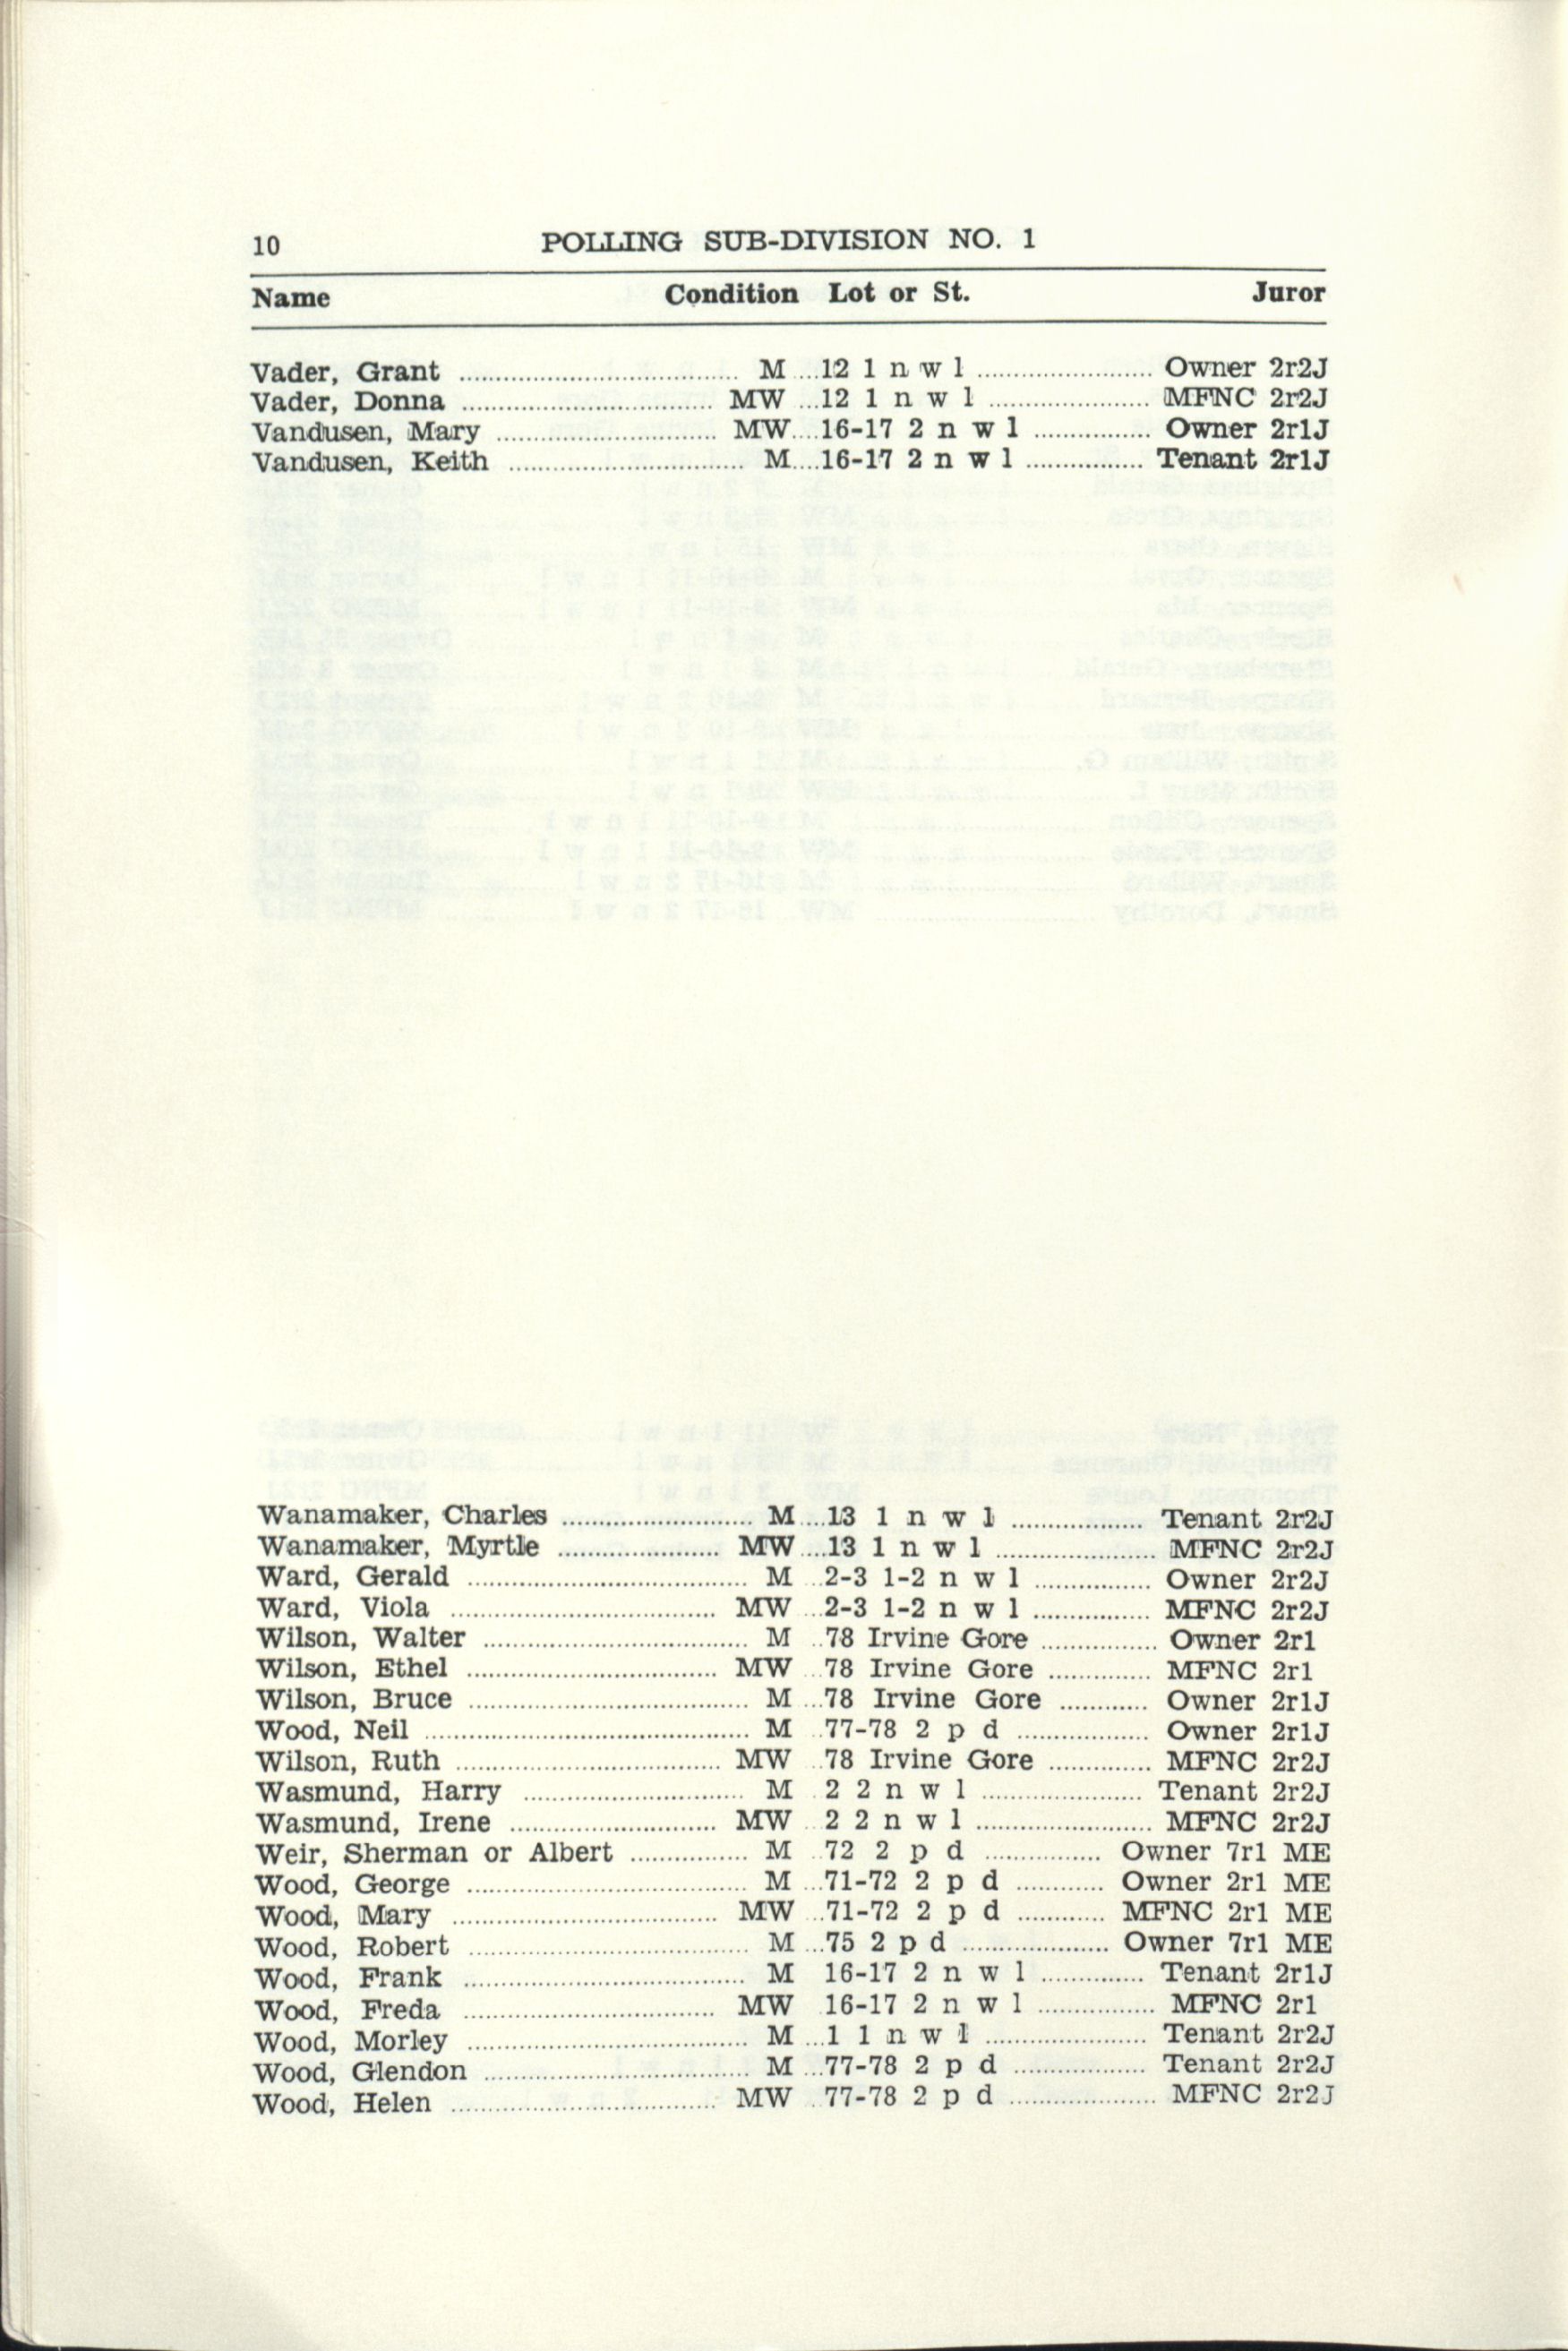 10 POLLING SUB-DIVISION NO. 1
Name Condition Lot or St. Juror
Vader, Grant ........ M ...12 1 n w l ........ Owner 2r2J
Vader, Donna ........ MW ...12 1 n w l ........ MFNC 2r2J
Vandusen, Mary ........ MW....16-17 2 n w l ........ Owner 2r1J
Vandusen, Keith ........ M....16-17 2 n w l ........ Tenant 2r1J
Wanamaker, Charles ........ M ...13 1 n w l ........ Tenant 2r2J
Wanamaker, Myrtle ........ MW ....13 1 n w l ........ MFNC 2r2J
Ward, Gerald ........ M ...2-3 1-2 n w l ........ Owner 2r2J
Ward, Viola ........ MW ...2-3 1-2 n w l ........ MFNC 2r2J
Wilson, Walter ........ M ..78 Irvine Gore ........ Owner 2r1
Wilson, Ethel ........ MW ...78 Irvine Gore ........ MFNC 2r1
Wilson, Bruce ........ M ...78 Irvine Gore ........ Owner 2r1J
Wood, Neil ........ M ..77-78 2 p d ........ Owner 2r1J
Wilson, Ruth ........ MW ..78 Irvine Gore ........ MFNC 2r2J
Wasmund, Harry ........ M . 2 2 n w l ........ Tenant 2r2J
Wasmund, Irene ........ MW .. 2 2 n w l ........ MFNC 2r2J
Weir, Sherman or Albert ........ M ..72 2 p d ........ Owner 7r1 ME
Wood, George ........ M ...71-72 2 p d ........ Owner 2r1 ME
Wood, Mary ........ MW ...71-72 2 p d ........ MFNC 2r1 ME
Wood, Robert ........ M ...75 2 p d ........ Owner 7r1 ME
Wood, Frank ........ M 16-17 2 n w l ........ Tenant 2r1J
Wood, Freda ........ MW 16-17 2 n w l ........ MFNC 2r1
Wood, Morley ........ M ...1 1 n w l ........ Tenant 2r2J
Wood, Glendon ........ M ...77-78 2 p d ........ Tenant 2r2J
Wood, Helen ........ MW ..77-78 2 p d ........ MFNC 2r2J